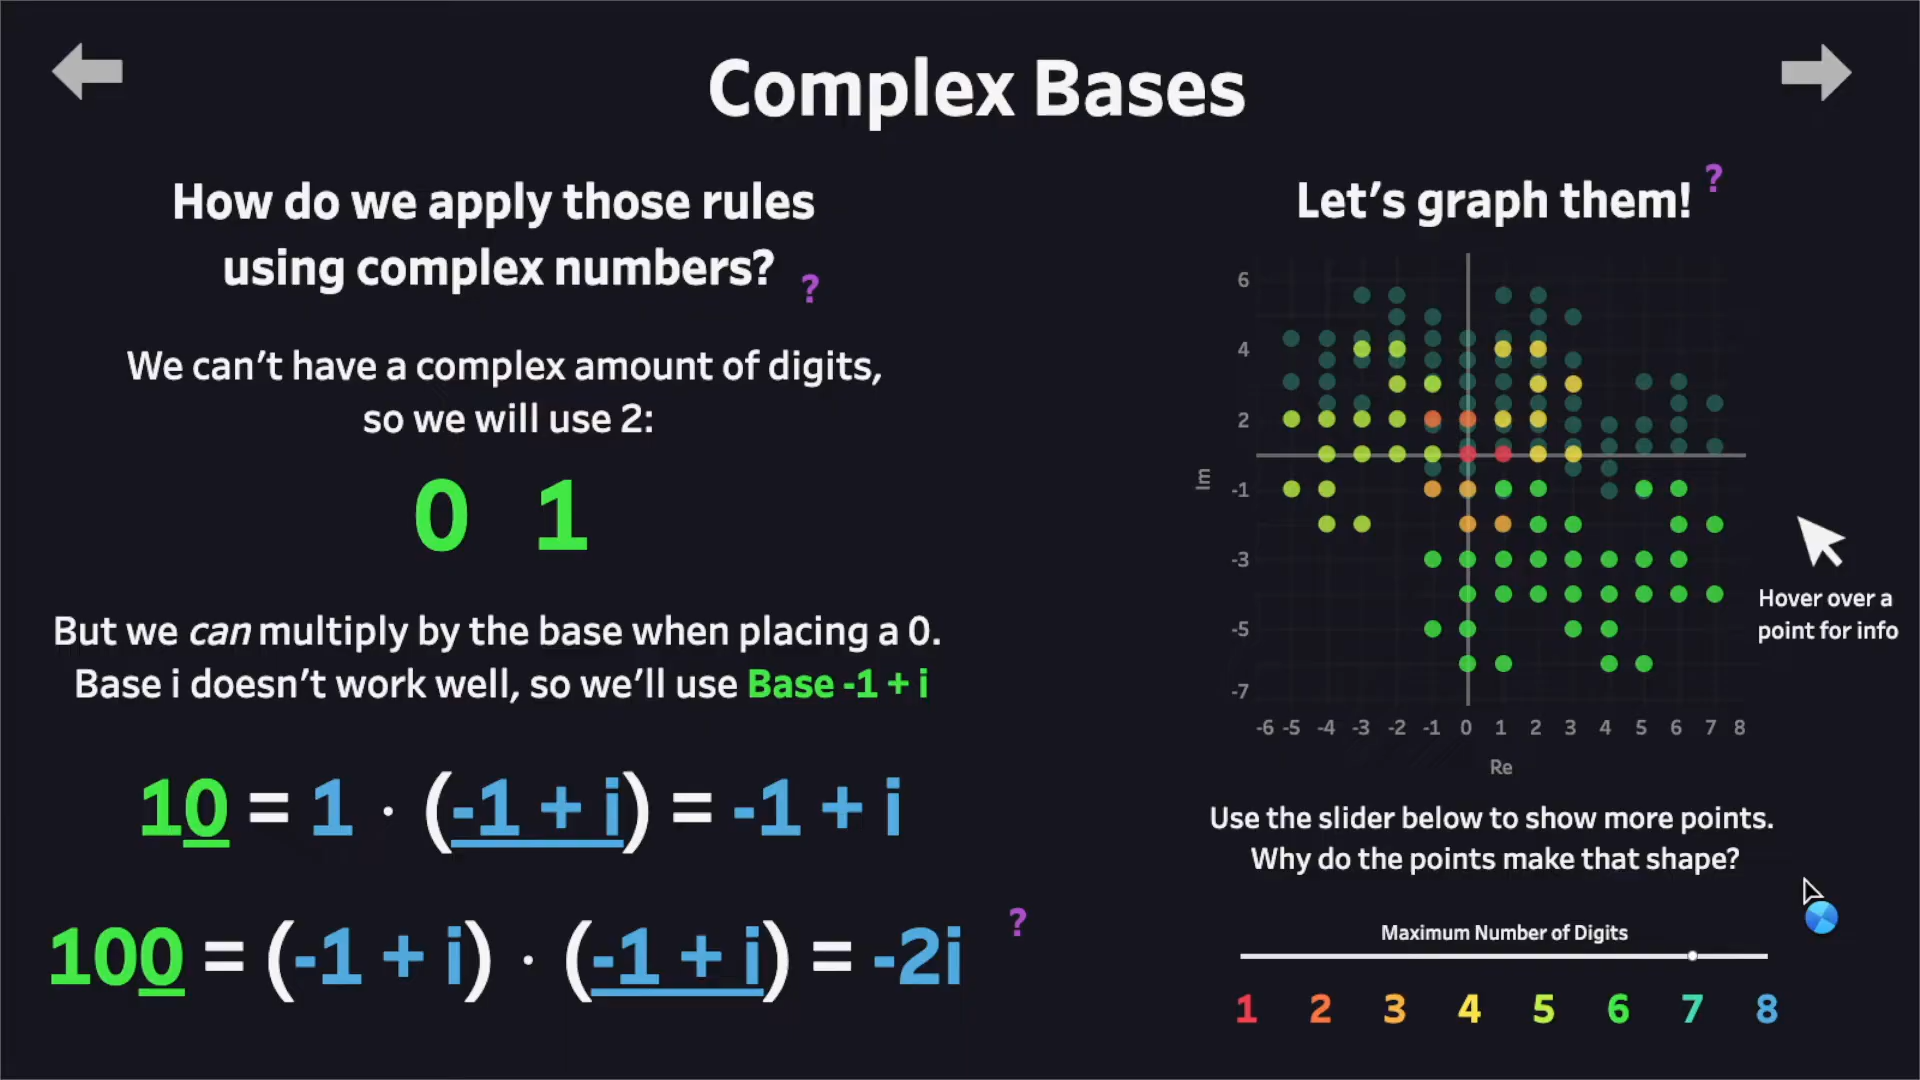 Complex Bases
How do we apply those rules
using complex numbers?
?
We can't have a complex amount of digits,
so we will use 2:
0 1
But we can multiply by the base when placing a 0.
Base i doesn't work well, so we'll use Base -1 + i
10 = 1 · (-1 + i) = -1 + i
100 = (-1 + i) · (-1 + i) = -2i
?
Let's graph them!
?
6
4
2
-1
-3
-5
-7
Im
-6 -5 -4 -3 -2 -1 0 1 2 3 4 5 6 7 8
Re
Hover over a
point for info
Use the slider below to show more points.
Why do the points make that shape?
Maximum Number of Digits
1 2 3 4 5 6 7 8